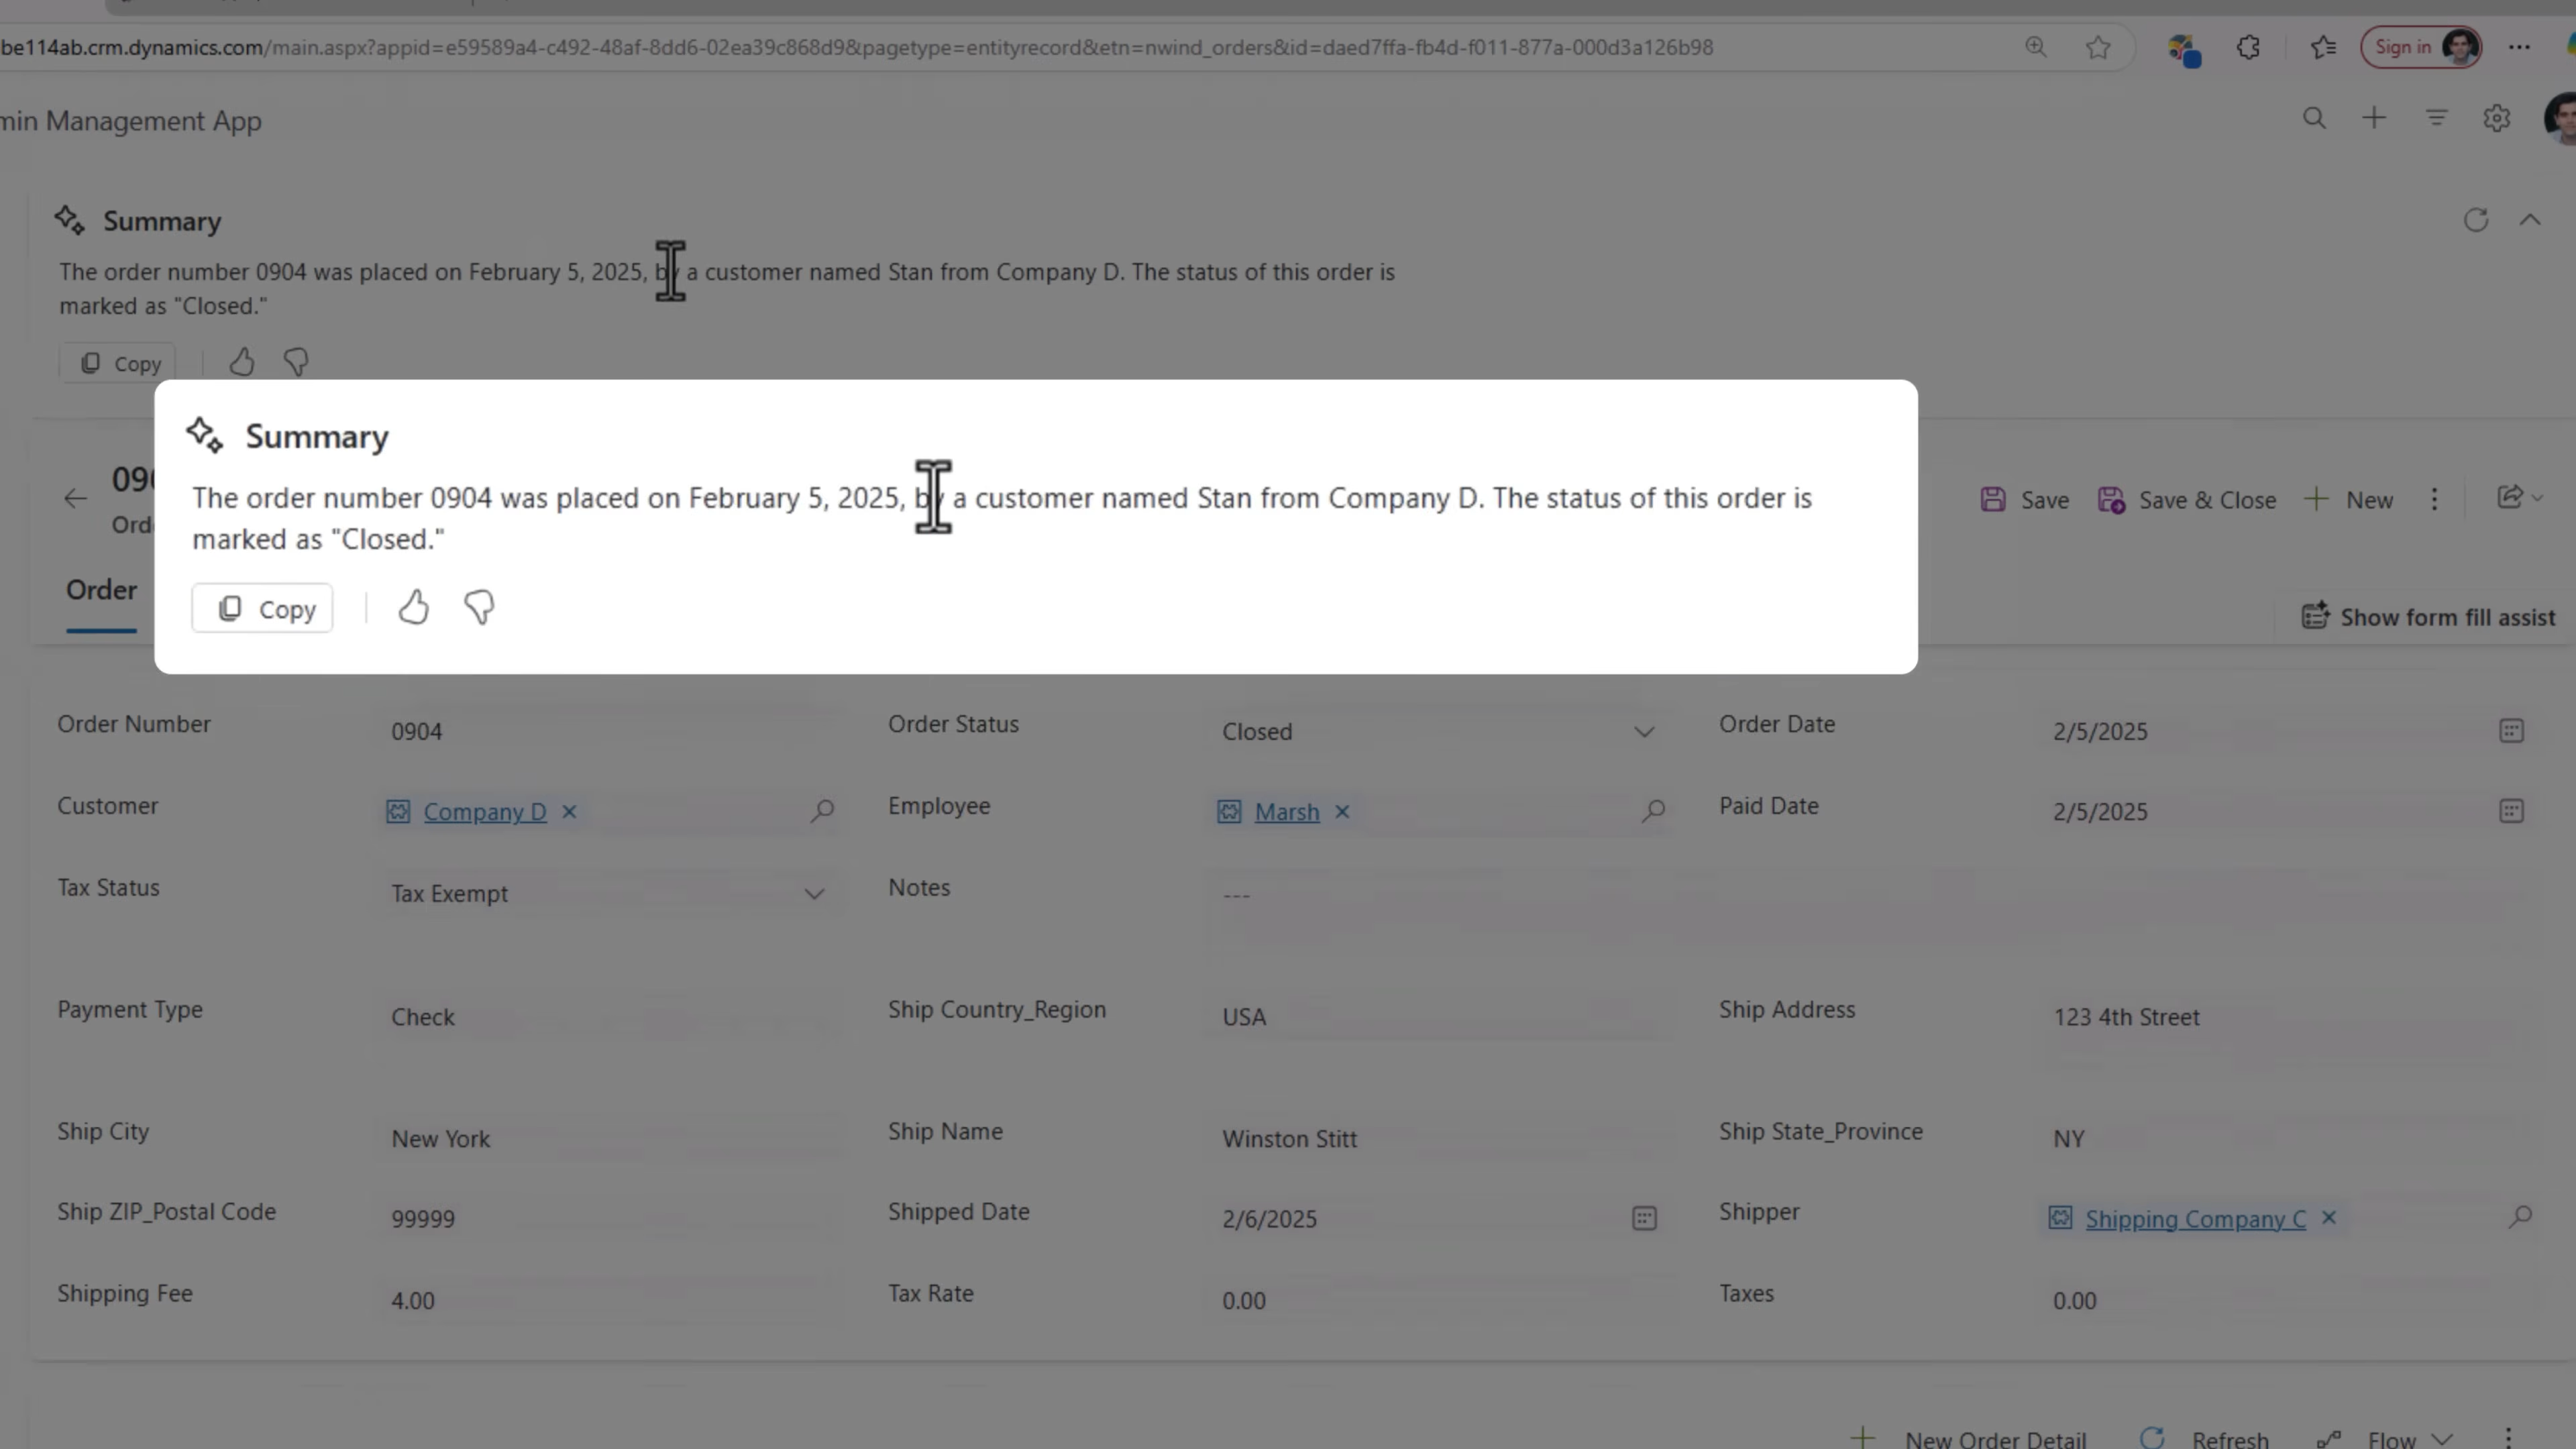 be114ab.crm.dynamics.com/main.aspx?appid=e59589a4-c492-48af-8dd6-02ea39c868d9&pagetype=entityrecord&etn=nwind_orders&id=daed7ffa-fb4d-f011-877a-000d3a126b98
Sign in
min Management App
Summary
The order number 0904 was placed on February 5, 2025, by a customer named Stan from Company D. The status of this order is
marked as "Closed."
Copy
Summary
The order number 0904 was placed on February 5, 2025, by a customer named Stan from Company D. The status of this order is
marked as "Closed."
Copy
090
Orde
Save Save & Close New
Order
Show form fill assist
Order Number 0904 Order Status Closed Order Date 2/5/2025
Customer Company D Employee Marsh Paid Date 2/5/2025
Tax Status Tax Exempt Notes ---
Payment Type Check Ship Country_Region USA Ship Address 123 4th Street
Ship City New York Ship Name Winston Stitt Ship State_Province NY
Ship ZIP_Postal Code 99999 Shipped Date 2/6/2025 Shipper Shipping Company C
Shipping Fee 4.00 Tax Rate 0.00 Taxes 0.00
New Order Detail Refresh Flow